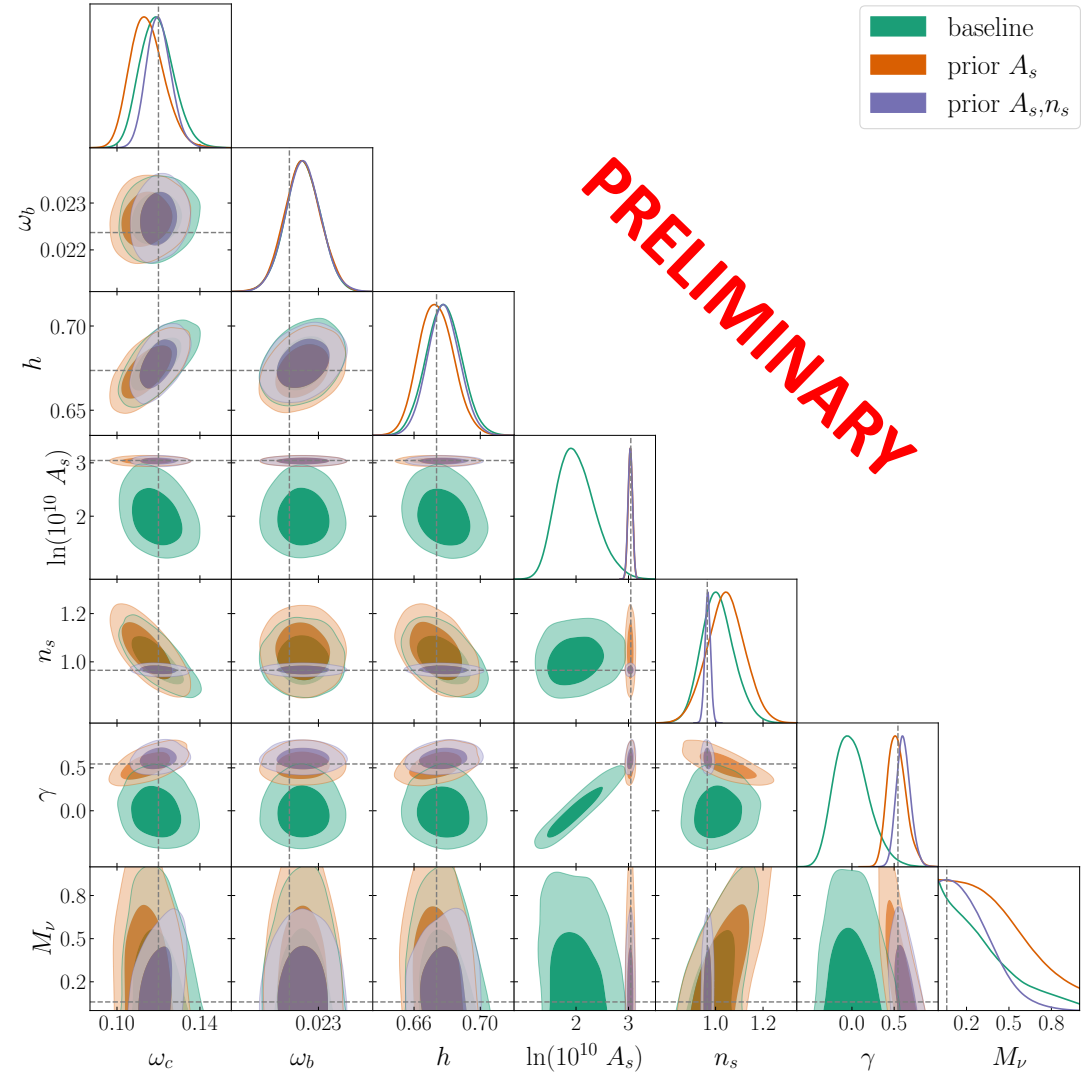 baseline
prior A_s
prior A_s,n_s
PRELIMINARY
ω_b
0.023
0.022
h
0.70
0.65
ln(10^10 A_s)
3
2
n_s
1.2
1.0
γ
0.5
0.0
M_ν
0.8
0.5
0.2
0.10 0.14 0.023 0.66 0.70 2 3 1.0 1.2 0.0 0.5 0.2 0.8
ω_c ω_b h ln(10^10 A_s) n_s γ M_ν